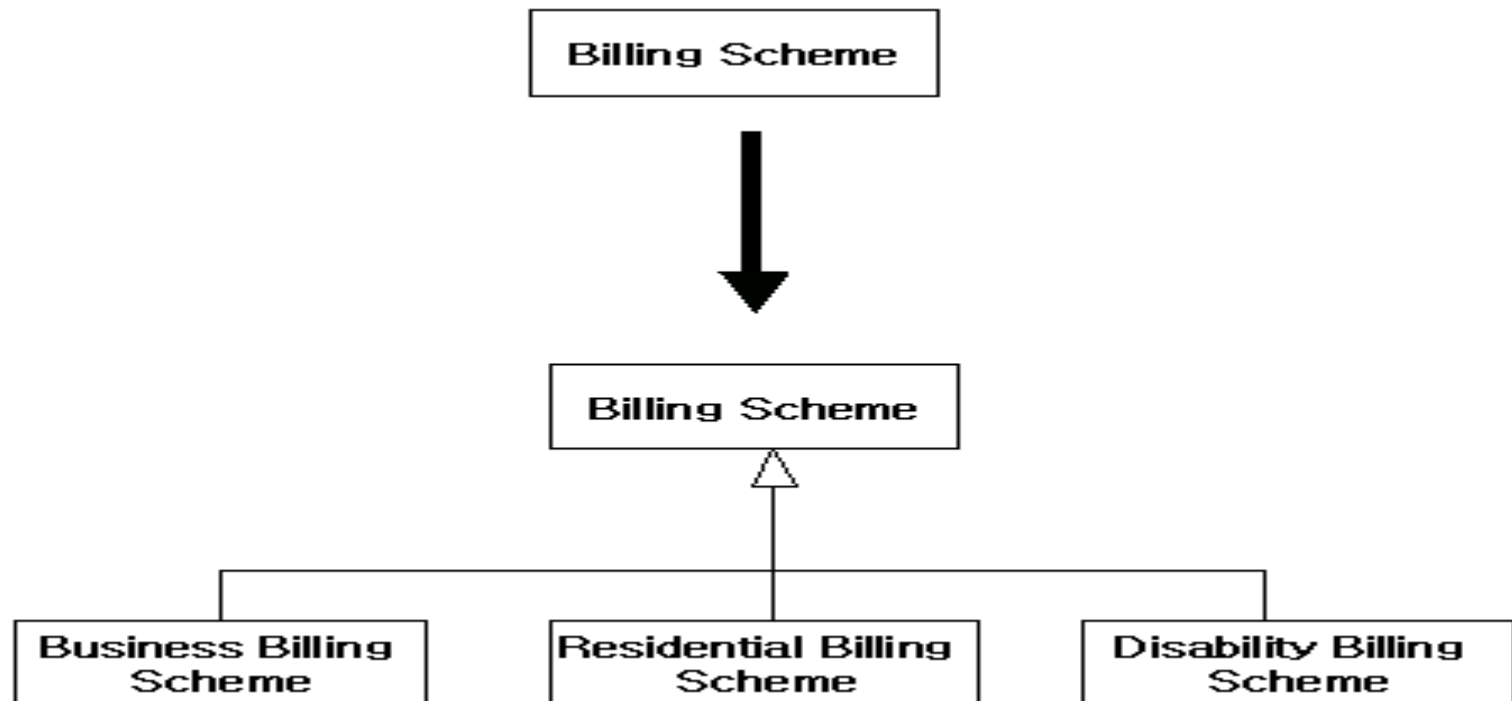 Billing Scheme
Billing Scheme
Business Billing
Scheme
Residential Billing
Scheme
Disability Billing
Scheme